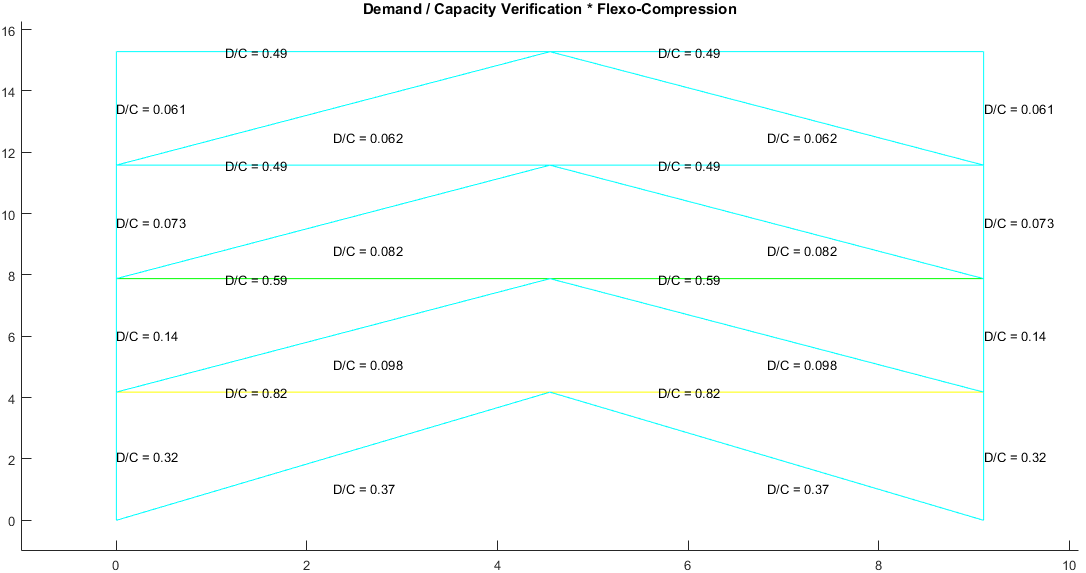 Demand / Capacity Verification * Flexo-Compression
16
D/C = 0.49 D/C = 0.49
14
D/C = 0.061 D/C = 0.061
D/C = 0.062 D/C = 0.062
12
D/C = 0.49 D/C = 0.49
10
D/C = 0.073 D/C = 0.073
D/C = 0.082 D/C = 0.082
8
D/C = 0.59 D/C = 0.59
6
D/C = 0.14 D/C = 0.14
D/C = 0.098 D/C = 0.098
4
D/C = 0.82 D/C = 0.82
2
D/C = 0.32 D/C = 0.32
D/C = 0.37 D/C = 0.37
0
0 2 4 6 8 10